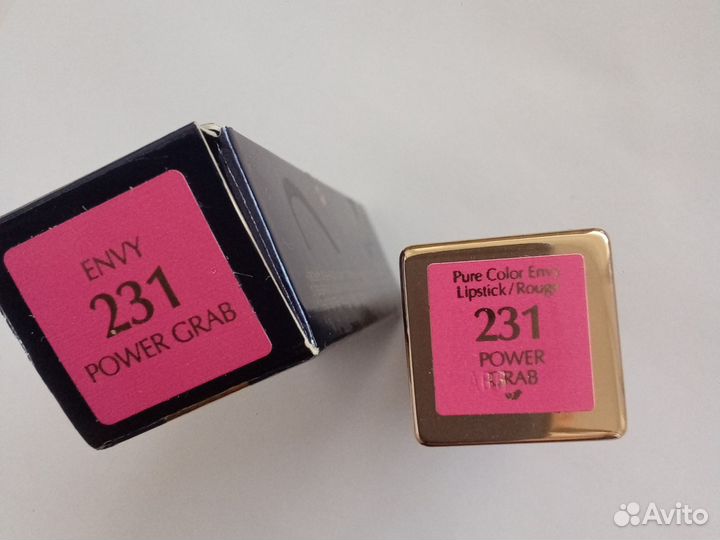 ENVY
231
POWER GRAB
Pure Color Envy
Lipstick/Rouge
231
POWER
GRAB
Avito